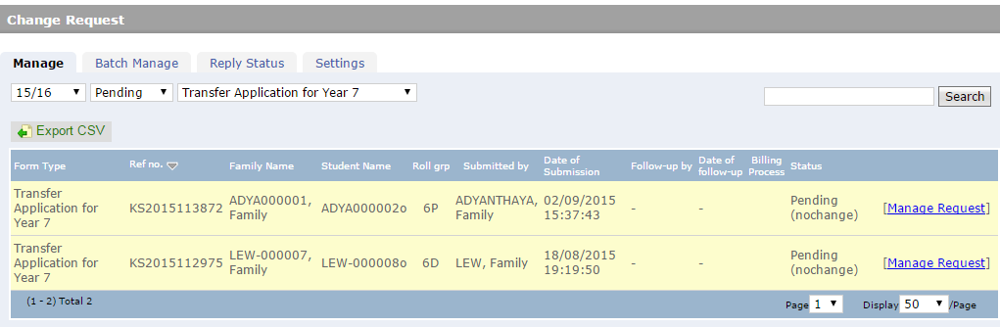 Change Request
Manage Batch Manage Reply Status Settings
15/16 Pending Transfer Application for Year 7 Search
Export CSV
Form Type Ref no. Family Name Student Name Roll grp Submitted by Date of Submission Follow-up by Date of follow-up Billing Process Status
Transfer Application for Year 7 KS2015113872 ADYA000001, Family ADYA000002o 6P ADYANTHAYA, Family 02/09/2015 15:37:43 - - Pending (nochange) [Manage Request]
Transfer Application for Year 7 KS2015112975 LEW-000007, Family LEW-000008o 6D LEW, Family 18/08/2015 19:19:50 - - Pending (nochange) [Manage Request]
(1 - 2) Total 2 Page 1 Display 50 /Page